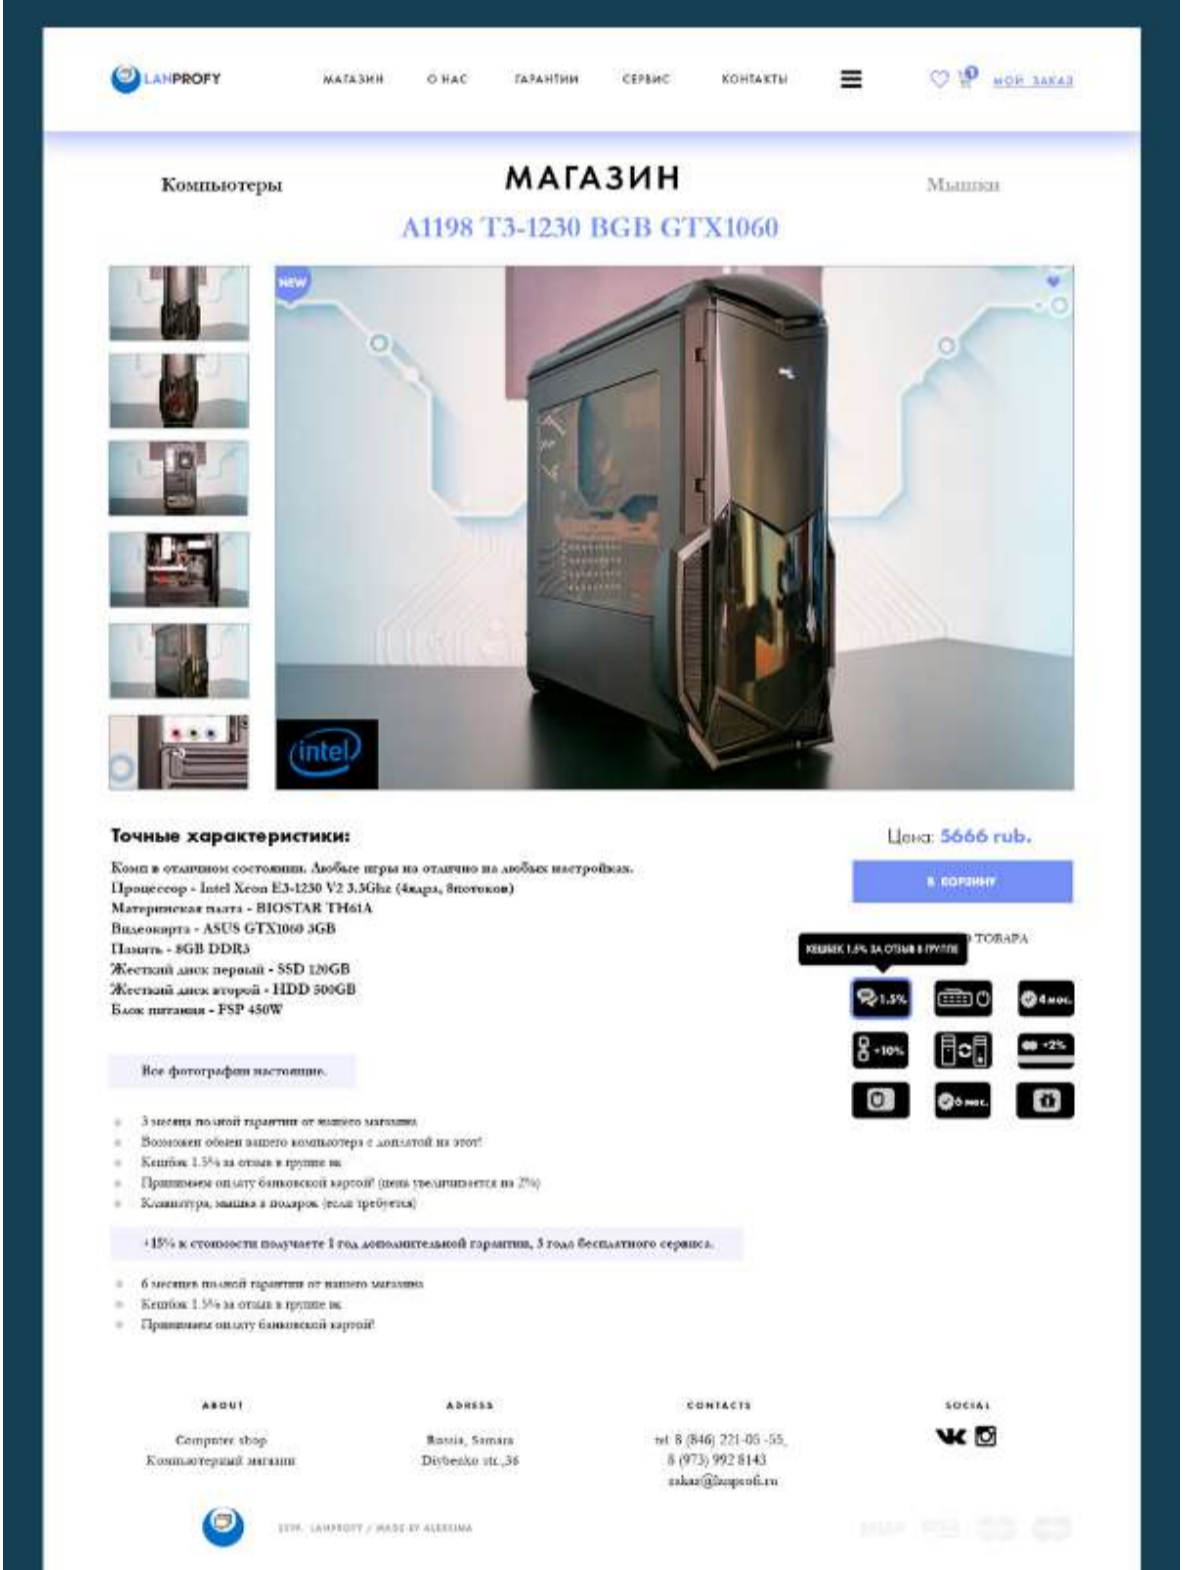 LANPROFY
МАГАЗИН
О НАС
ГАРАНТИИ
СЕРВИС
КОНТАКТЫ
1
МОЙ ЗАКАЗ
Компьютеры
МАГАЗИН
Мышки
A1198 T3-1230 BGB GTX1060
NEW
intel
Точные характеристики:
Комп в отличном состоянии. Любые игры на отлично на любых настройках.
Процессор - Intel Xeon E3-1230 V2 3.3Ghz (4ядра, 8потоков)
Материнская плата - BIOSTAR TH61A
Видеокарта - ASUS GTX1060 3GB
Память - 8GB DDR3
Жесткий диск первый - SSD 120GB
Жесткий диск второй - HDD 500GB
Блок питания - FSP 450W
Цена: 5666 rub.
В КОРЗИНУ
ТОВАРА
КЕШБЕК 1.5% ЗА ОТЗЫВ В ГРУППЕ
1.5%
4 мос.
+10%
+2%
6 мос.
Все фотографии настоящие.
3 месяца полной гарантии от нашего магазина
Возможен обмен вашего компьютера с доплатой на этот!
Кешбэк 1.5% за отзыв в группе вк
Принимаем оплату банковской картой! (цена увеличивается на 2%)
Клавиатура, мышка в подарок (если требуется)
+15% к стоимости получаете 1 год дополнительной гарантии, 3 года бесплатного сервиса.
6 месяцев полной гарантии от нашего магазина
Кешбэк 1.5% за отзыв в группе вк
Принимаем оплату банковской картой!
ABOUT
Computer shop
Компьютерный магазин
ADRESS
Russia, Samara
Divbenko str.,36
CONTACTS
tel: 8 (846) 221-05 -55,
8 (973) 992 8143
zakaz@lanprofi.ru
SOCIAL
LANPROFY / MADE BY